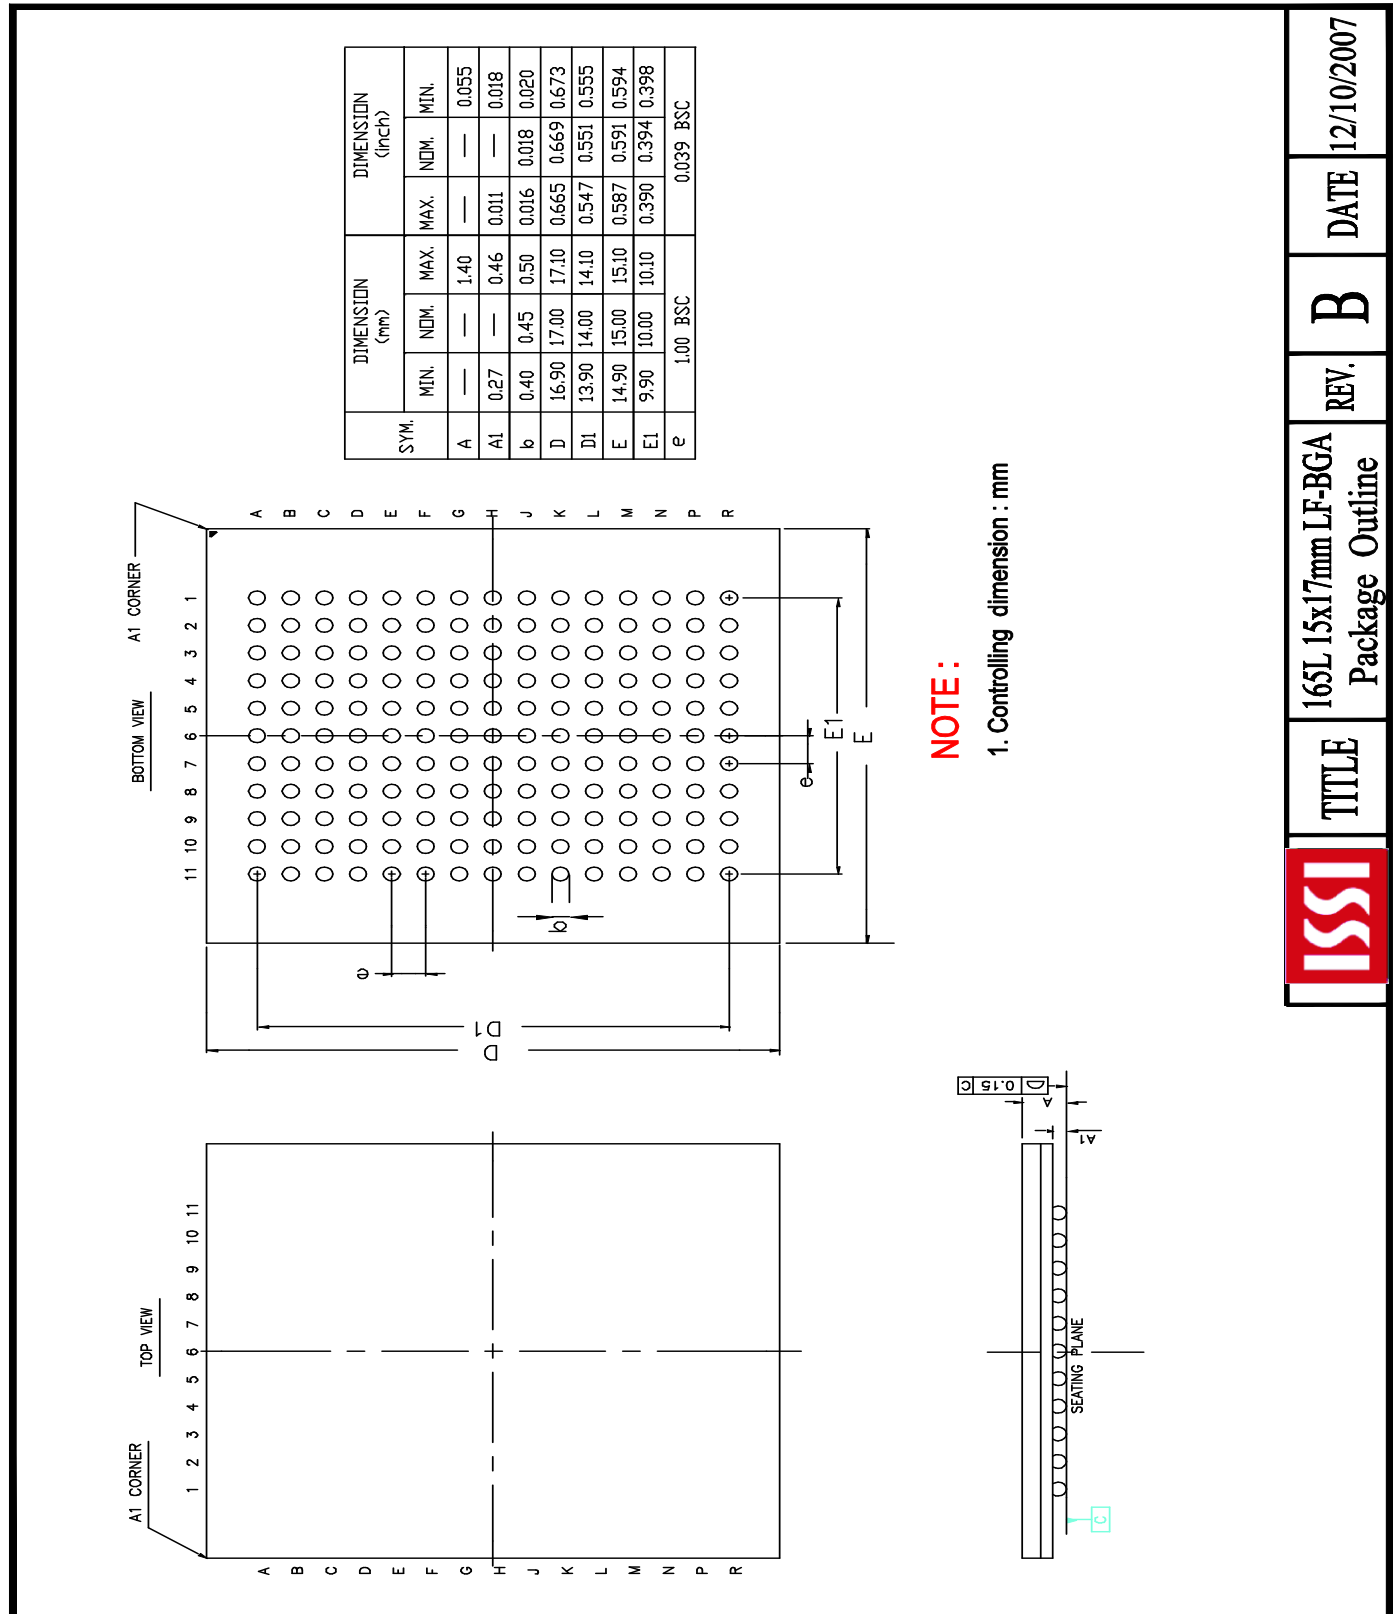 TOP VIEW
A1 CORNER
1 2 3 4 5 6 7 8 9 10 11
A
B
C
D
E
F
G
H
J
K
L
M
N
P
R
BOTTOM VIEW
A1 CORNER
11 10 9 8 7 6 5 4 3 2 1
A
B
C
D
E
F
G
H
J
K
L
M
N
P
R
e
D1
D
b
e
E1
E
SYM. DIMENSION (mm) DIMENSION (inch)
MIN. NOM. MAX. MAX. NOM. MIN.
A — — 1.40 — — 0.055
A1 0.27 — 0.46 0.011 — 0.018
b 0.40 0.45 0.50 0.016 0.018 0.020
D 16.90 17.00 17.10 0.665 0.669 0.673
D1 13.90 14.00 14.10 0.547 0.551 0.555
E 14.90 15.00 15.10 0.587 0.591 0.594
E1 9.90 10.00 10.10 0.390 0.394 0.398
e 1.00 BSC 0.039 BSC
NOTE :
1. Controlling dimension : mm
D 0.15 C
A
A1
SEATING PLANE
C
ISSI
TITLE
165L 15x17mm LF-BGA
Package Outline
REV.
B
DATE
12/10/2007